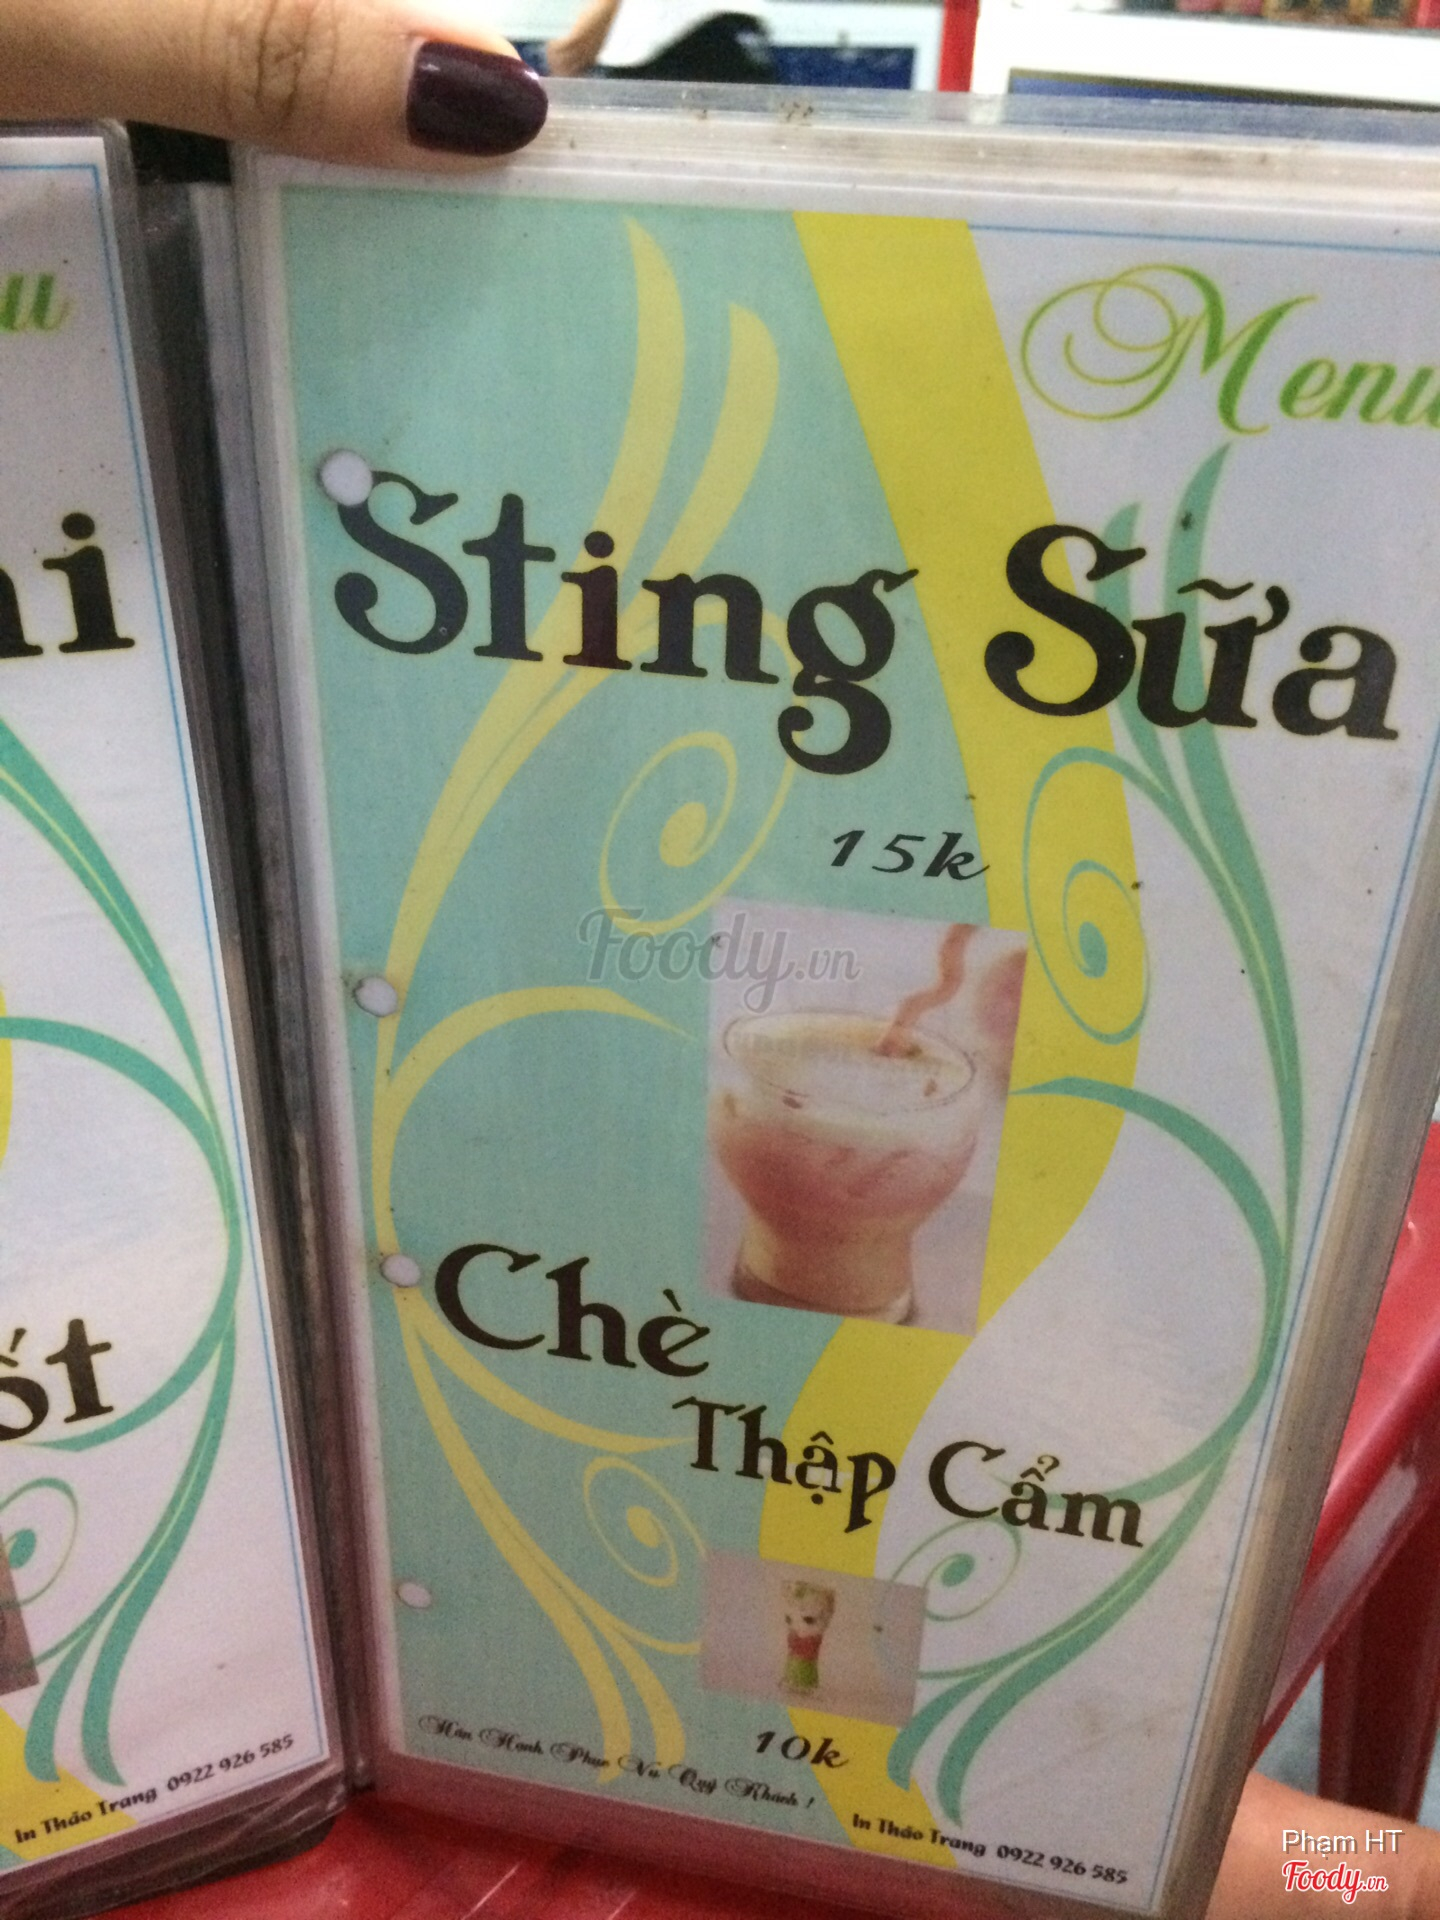 Menu
Sting Sữa
15k
Foody.vn
Chè
Thập Cẩm
10k
Hân Hạnh Phục Vụ Quý Khách !
In Thảo Trang 0922 926 585
In Thảo Trang 0922 926 585
Phạm HT
Foody.vn